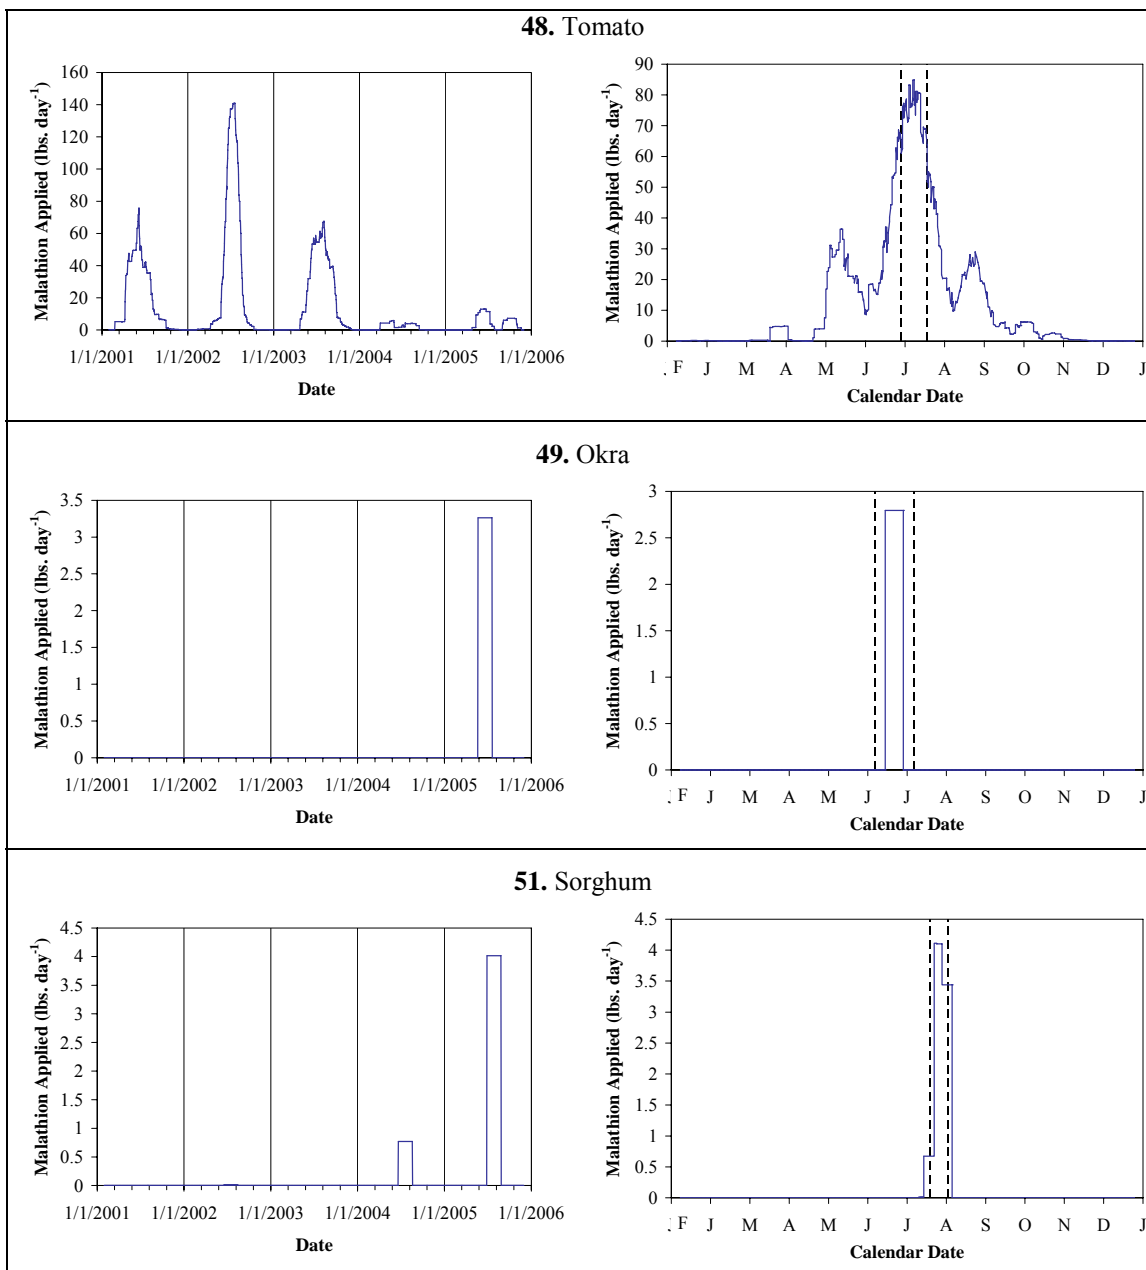 48. Tomato
Malathion Applied (lbs. day-1)
160
140
120
100
80
60
40
20
0
1/1/2001 1/1/2002 1/1/2003 1/1/2004 1/1/2005 1/1/2006
Date
Malathion Applied (lbs. day-1)
90
80
70
60
50
40
30
20
10
0
F J M A M J J A S O N D J
Calendar Date
49. Okra
Malathion Applied (lbs. day-1)
3.5
3
2.5
2
1.5
1
0.5
0
1/1/2001 1/1/2002 1/1/2003 1/1/2004 1/1/2005 1/1/2006
Date
Malathion Applied (lbs. day-1)
3
2.5
2
1.5
1
0.5
0
F J M A M J J A S O N D J
Calendar Date
51. Sorghum
Malathion Applied (lbs. day-1)
4.5
4
3.5
3
2.5
2
1.5
1
0.5
0
1/1/2001 1/1/2002 1/1/2003 1/1/2004 1/1/2005 1/1/2006
Date
Malathion Applied (lbs. day-1)
4.5
4
3.5
3
2.5
2
1.5
1
0.5
0
F J M A M J J A S O N D J
Calendar Date